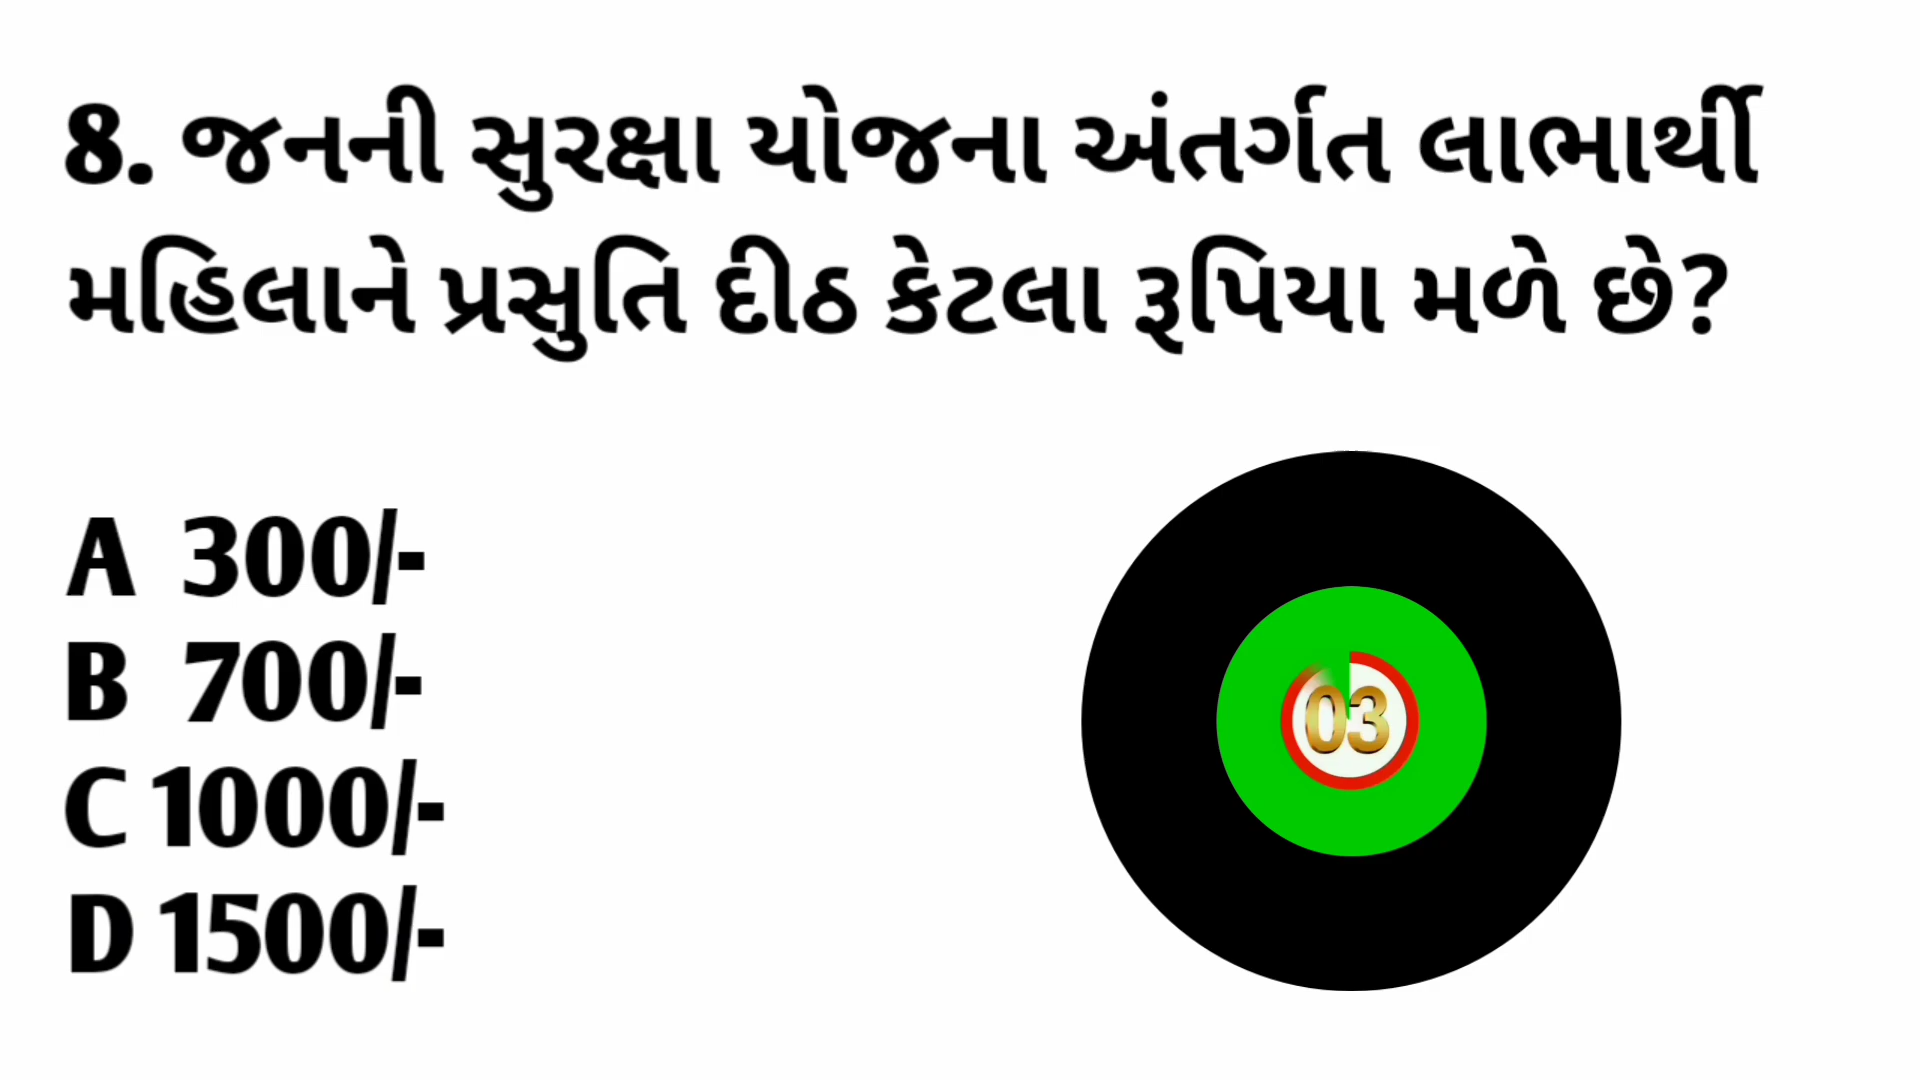 8. જનની સુરક્ષા યોજના અંતર્ગત લાભાર્થી
મહિલાને પ્રસુતિ દીઠ કેટલા રૂપિયા મળે છે?
A 300/-
B 700/-
C 1000/-
D 1500/-
03